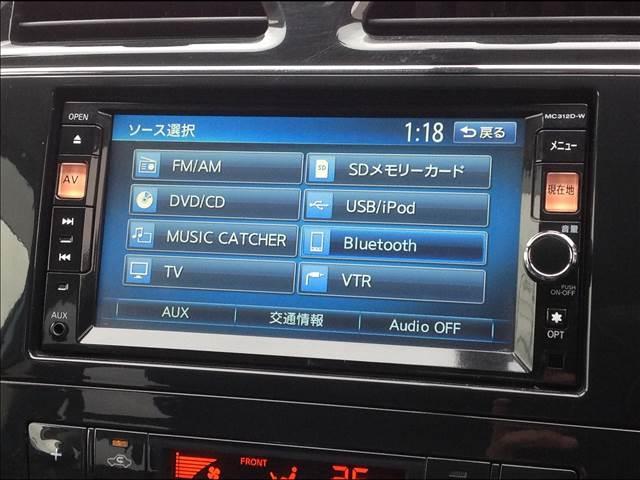 OPEN
MC312D-W
ソース選択
1:18
戻る
メニュー
AV
FM/AM
SD
SDメモリーカード
現在地
DVD/CD
USB/iPod
音量
MUSIC CATCHER
Bluetooth
TV
VTR
PUSH
ON-OFF
AUX
AUX
交通情報
Audio OFF
OPT
FRONT